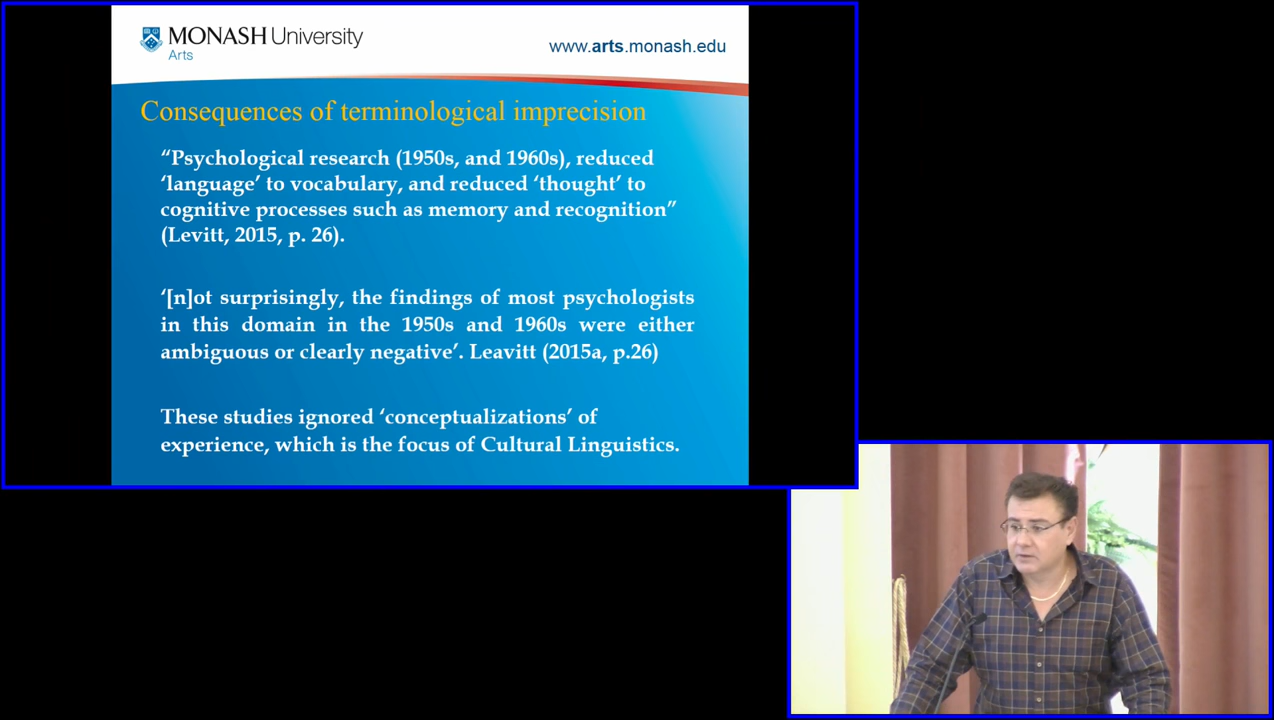 MONASH University
Arts
www.arts.monash.edu
Consequences of terminological imprecision
“Psychological research (1950s, and 1960s), reduced
‘language’ to vocabulary, and reduced ‘thought’ to
cognitive processes such as memory and recognition”
(Levitt, 2015, p. 26).
‘[n]ot surprisingly, the findings of most psychologists
in this domain in the 1950s and 1960s were either
ambiguous or clearly negative’. Leavitt (2015a, p.26)
These studies ignored ‘conceptualizations’ of
experience, which is the focus of Cultural Linguistics.